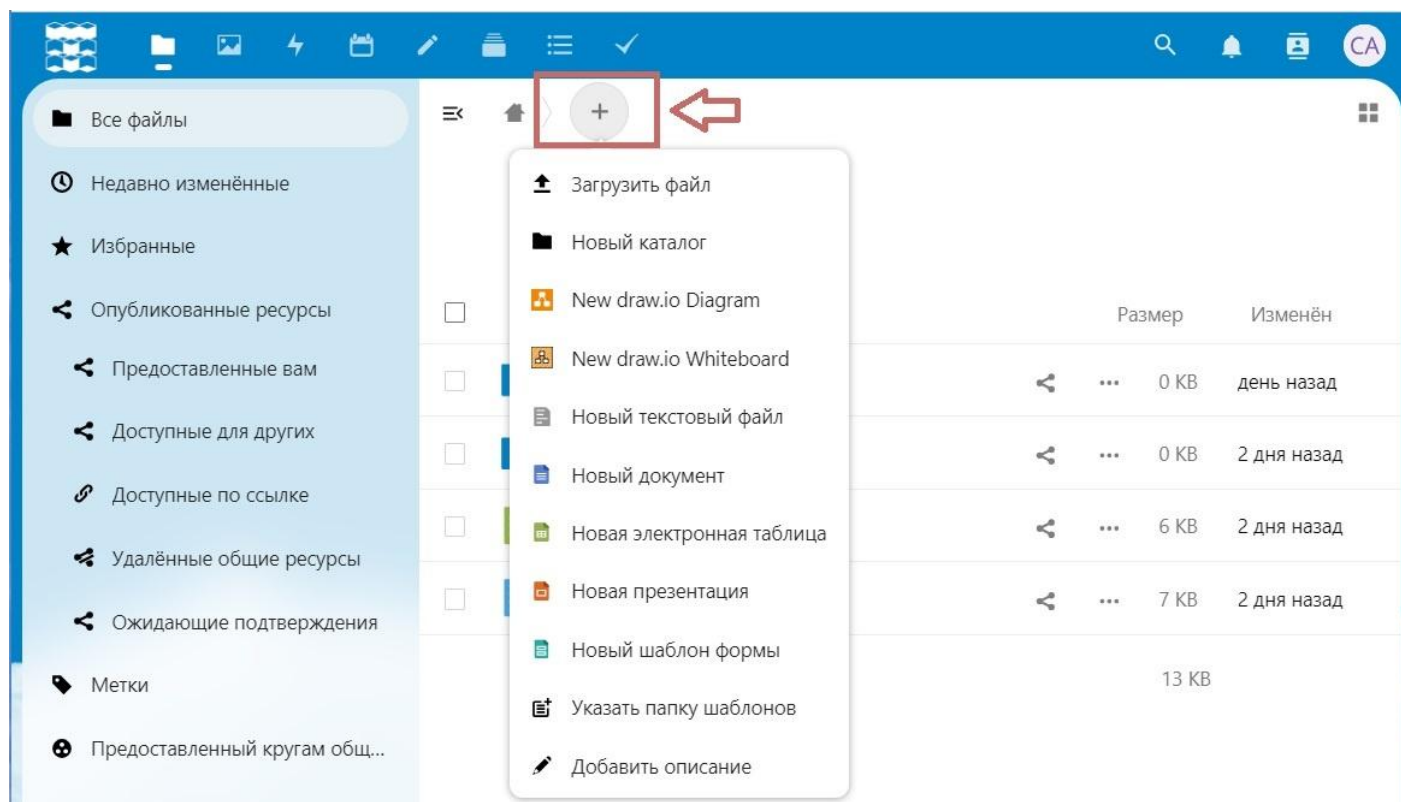 CA
Все файлы
Недавно изменённые
Избранные
Опубликованные ресурсы
Предоставленные вам
Доступные для других
Доступные по ссылке
Удалённые общие ресурсы
Ожидающие подтверждения
Метки
Предоставленный кругам общ...
Загрузить файл
Новый каталог
New draw.io Diagram
New draw.io Whiteboard
Новый текстовый файл
Новый документ
Новая электронная таблица
Новая презентация
Новый шаблон формы
Указать папку шаблонов
Добавить описание
Размер Изменён
0 KB день назад
0 KB 2 дня назад
6 KB 2 дня назад
7 KB 2 дня назад
13 KB